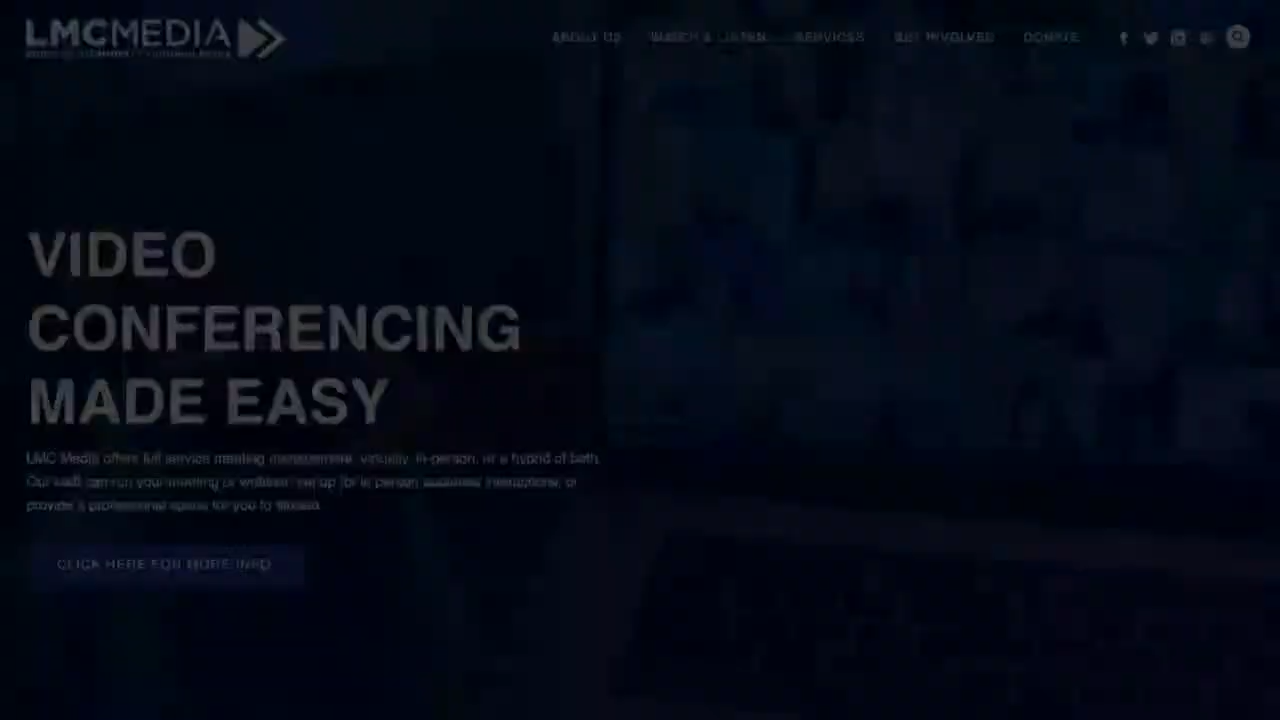 LMCMEDIA
ABOUT US WATCH & LISTEN SERVICES GET INVOLVED DONATE
VIDEO
CONFERENCING
MADE EASY
LMC Media offers full service meeting management, virtually, in-person, or a hybrid of both.
Our staff can run your meeting or webinar, set up for in person audience interactions, or
provide a professional space for you to stream.
CLICK HERE FOR MORE INFO